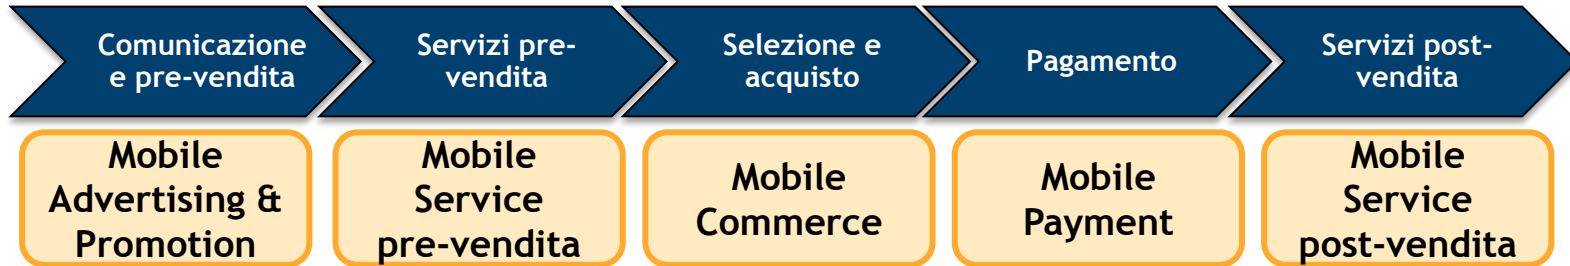 Comunicazione
e pre-vendita
Servizi pre-
vendita
Selezione e
acquisto
Pagamento
Servizi post-
vendita
Mobile
Advertising &
Promotion
Mobile
Service
pre-vendita
Mobile
Commerce
Mobile
Payment
Mobile
Service
post-vendita